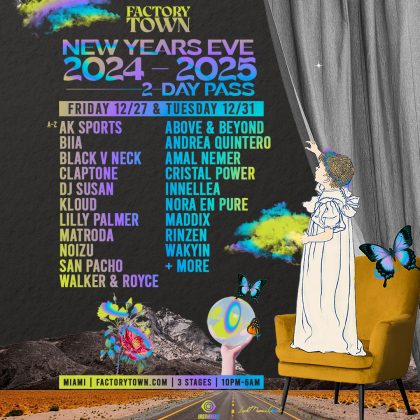 FACTORY
TOWN
NEW YEARS EVE
2024 - 2025
2-DAY PASS
FRIDAY 12/27 & TUESDAY 12/31
A-Z AK SPORTS
BIIA
BLACK V NECK
CLAPTONE
DJ SUSAN
KLOUD
LILLY PALMER
MATRODA
NOIZU
SAN PACHO
WALKER & ROYCE
ABOVE & BEYOND
ANDREA QUINTERO
AMAL NEMER
CRISTAL POWER
INNELLEA
NORA EN PURE
MADDIX
RINZEN
WAKYIN
+ MORE
MIAMI | FACTORYTOWN.COM | 3 STAGES | 10PM-6AM